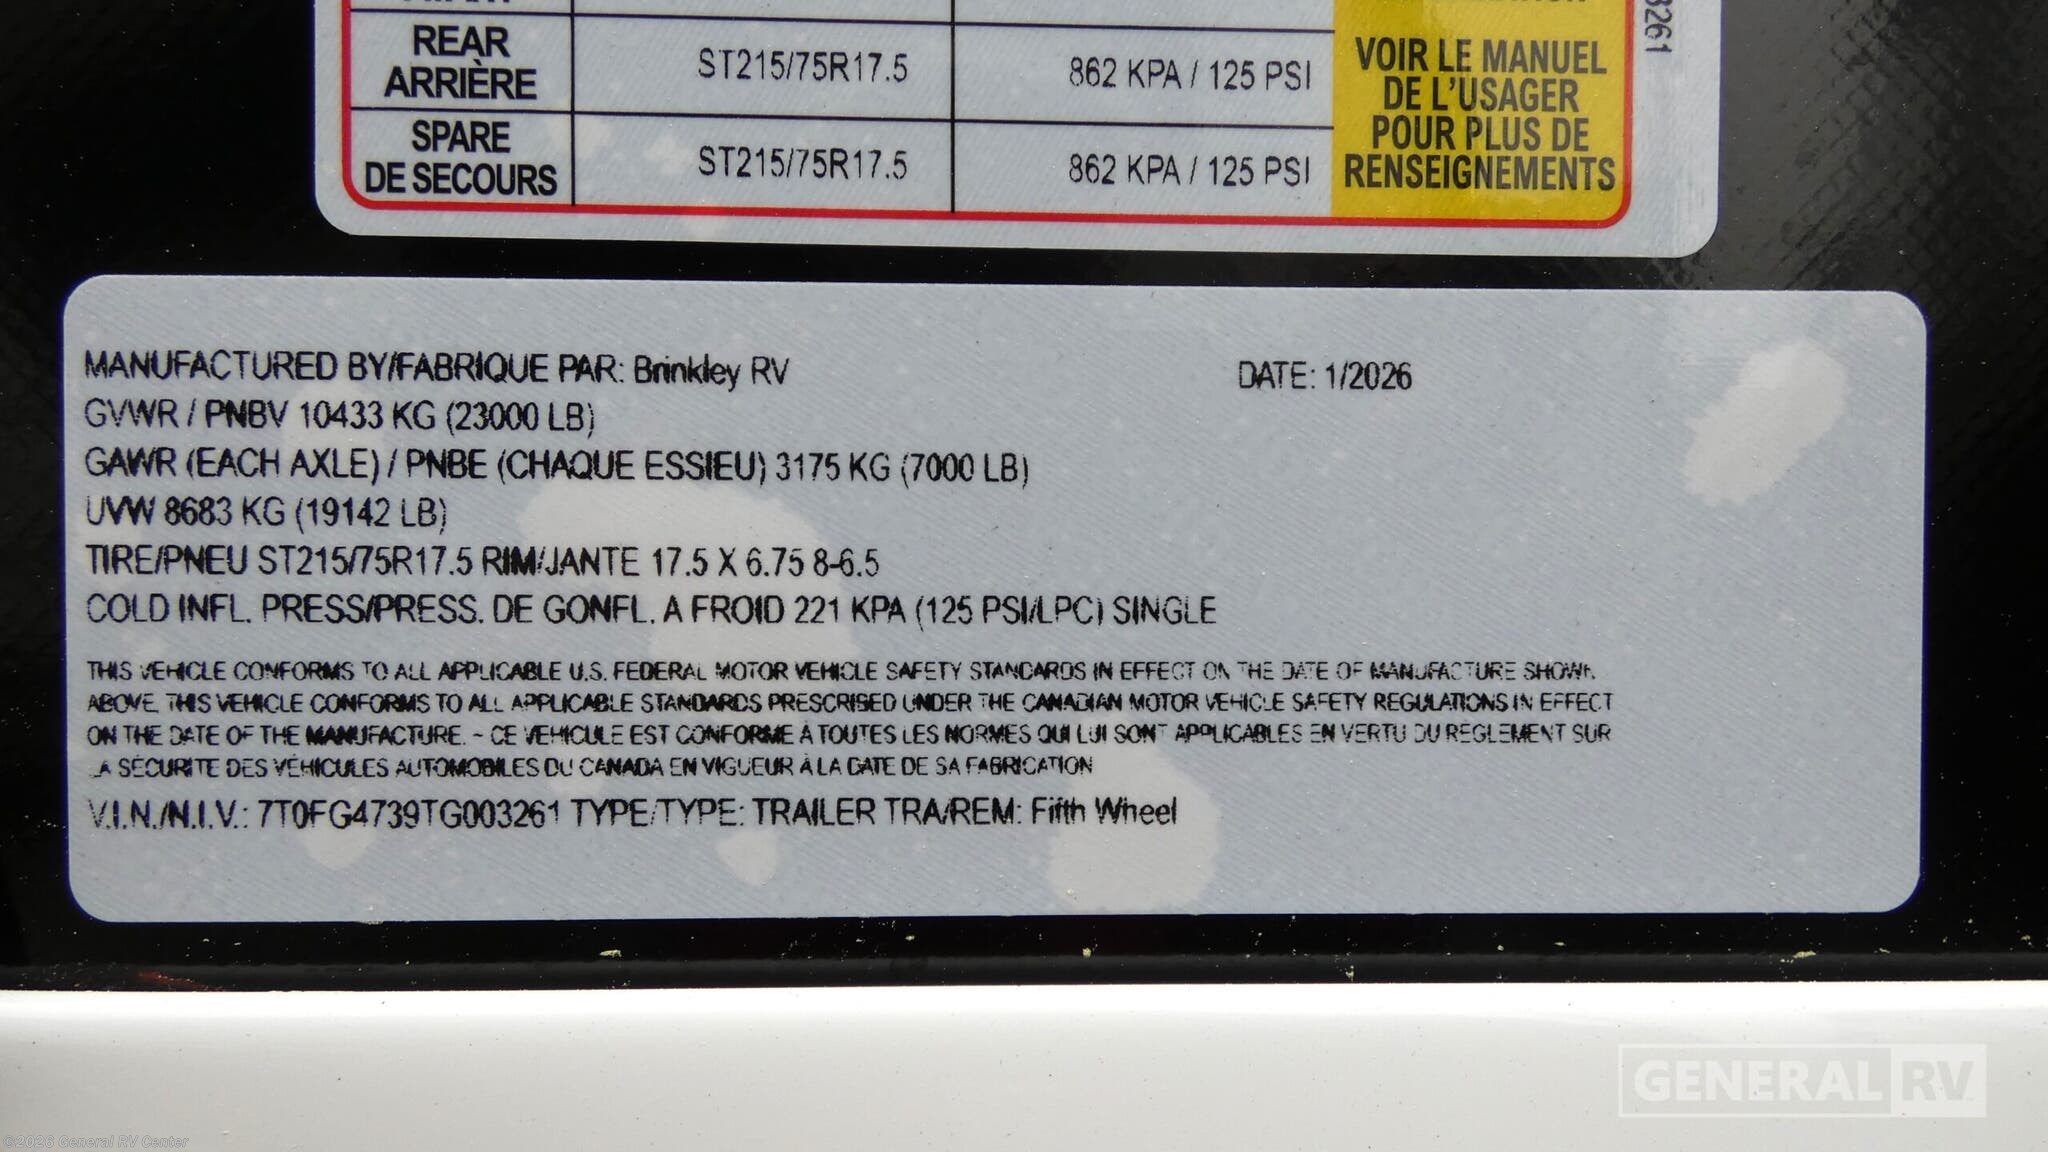 REAR
ARRIÈRE
ST215/75R17.5
862 KPA / 125 PSI
SPARE
DE SECOURS
ST215/75R17.5
862 KPA / 125 PSI
VOIR LE MANUEL
DE L'USAGER
POUR PLUS DE
RENSEIGNEMENTS
3261
MANUFACTURED BY/FABRIQUE PAR: Brinkley RV DATE: 1/2026
GVWR / PNBV 10433 KG (23000 LB)
GAWR (EACH AXLE) / PNBE (CHAQUE ESSIEU) 3175 KG (7000 LB)
UVW 8683 KG (19142 LB)
TIRE/PNEU ST215/75R17.5 RIM/JANTE 17.5 X 6.75 8-6.5
COLD INFL. PRESS/PRESS. DE GONFL. A FROID 221 KPA (125 PSI/LPC) SINGLE
THIS VEHICLE CONFORMS TO ALL APPLICABLE U.S. FEDERAL MOTOR VEHICLE SAFETY STANDARDS IN EFFECT ON THE DATE OF MANUFACTURE SHOWN
ABOVE. THIS VEHICLE CONFORMS TO ALL APPLICABLE STANDARDS PRESCRIBED UNDER THE CANADIAN MOTOR VEHICLE SAFETY REGULATIONS IN EFFECT
ON THE DATE OF THE MANUFACTURE. - CE VEHICULE EST CONFORME À TOUTES LES NORMES QUI LUI SONT APPLICABLES EN VERTU DU REGLEMENT SUR
LA SÉCURITE DES VÉHICULES AUTOMOBILES DU CANADA EN VIGUEUR À LA DATE DE SA FABRICATION
V.I.N./N.I.V.: 7T0FG4739TG003261 TYPE/TYPE: TRAILER TRA/REM: Fifth Wheel
GENERAL RV
©2026 General RV Center